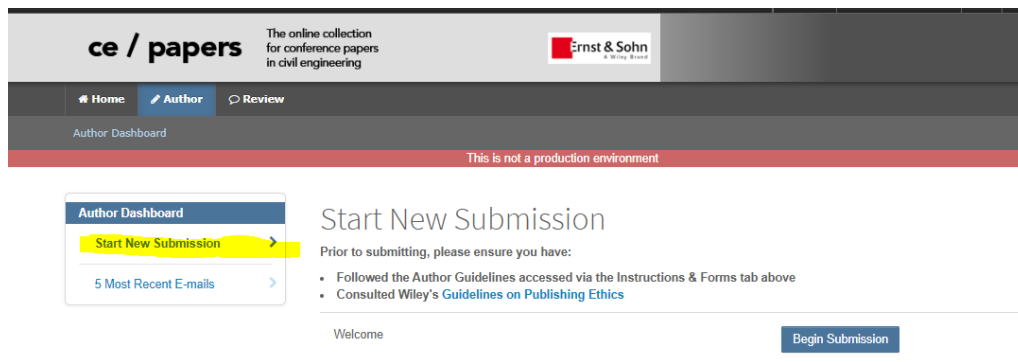 ce / papers
The online collection
for conference papers
in civil engineering
Ernst & Sohn
A Wiley Brand
Home Author Review
Author Dashboard
This is not a production environment
Author Dashboard
Start New Submission
5 Most Recent E-mails
Start New Submission
Prior to submitting, please ensure you have:
• Followed the Author Guidelines accessed via the Instructions & Forms tab above
• Consulted Wiley's Guidelines on Publishing Ethics
Welcome
Begin Submission